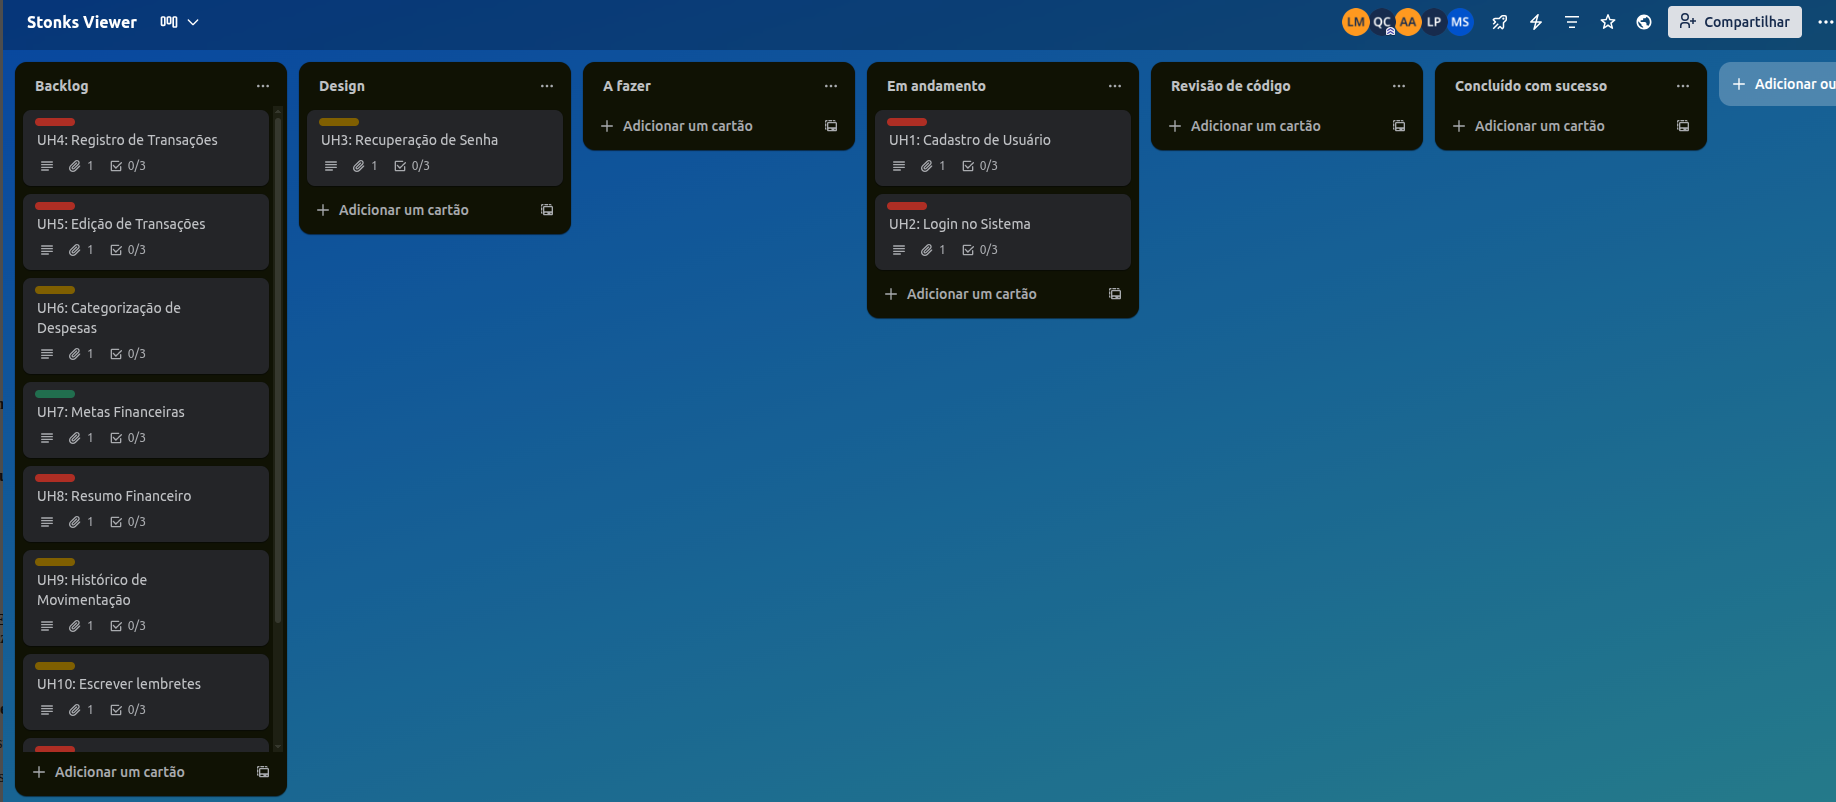 Stonks Viewer
LM QC AA LP MS
Compartilhar
Backlog
UH4: Registro de Transações
1 0/3
UH5: Edição de Transações
1 0/3
UH6: Categorização de
Despesas
1 0/3
UH7: Metas Financeiras
1 0/3
UH8: Resumo Financeiro
1 0/3
UH9: Histórico de
Movimentação
1 0/3
UH10: Escrever lembretes
1 0/3
+ Adicionar um cartão
Design
UH3: Recuperação de Senha
1 0/3
+ Adicionar um cartão
A fazer
+ Adicionar um cartão
Em andamento
UH1: Cadastro de Usuário
1 0/3
UH2: Login no Sistema
1 0/3
+ Adicionar um cartão
Revisão de código
+ Adicionar um cartão
Concluído com sucesso
+ Adicionar um cartão
+ Adicionar ou